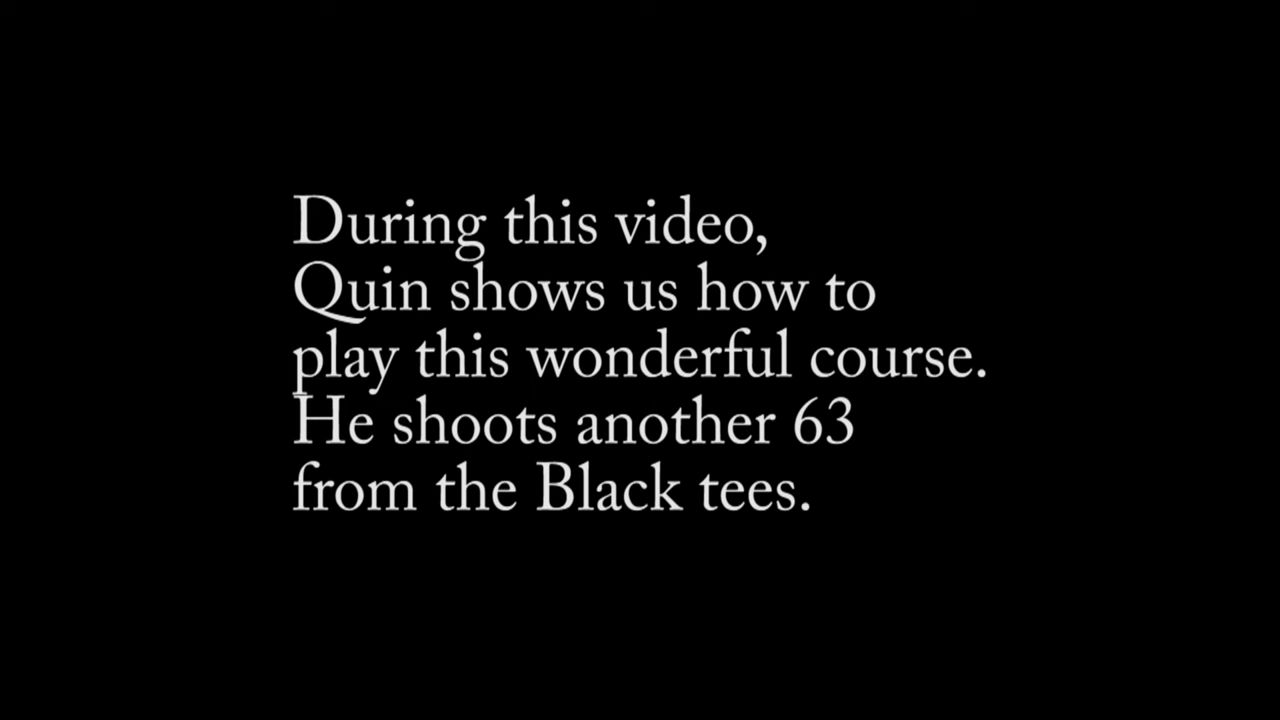 During this video,
Quin shows us how to
play this wonderful course.
He shoots another 63
from the Black tees.